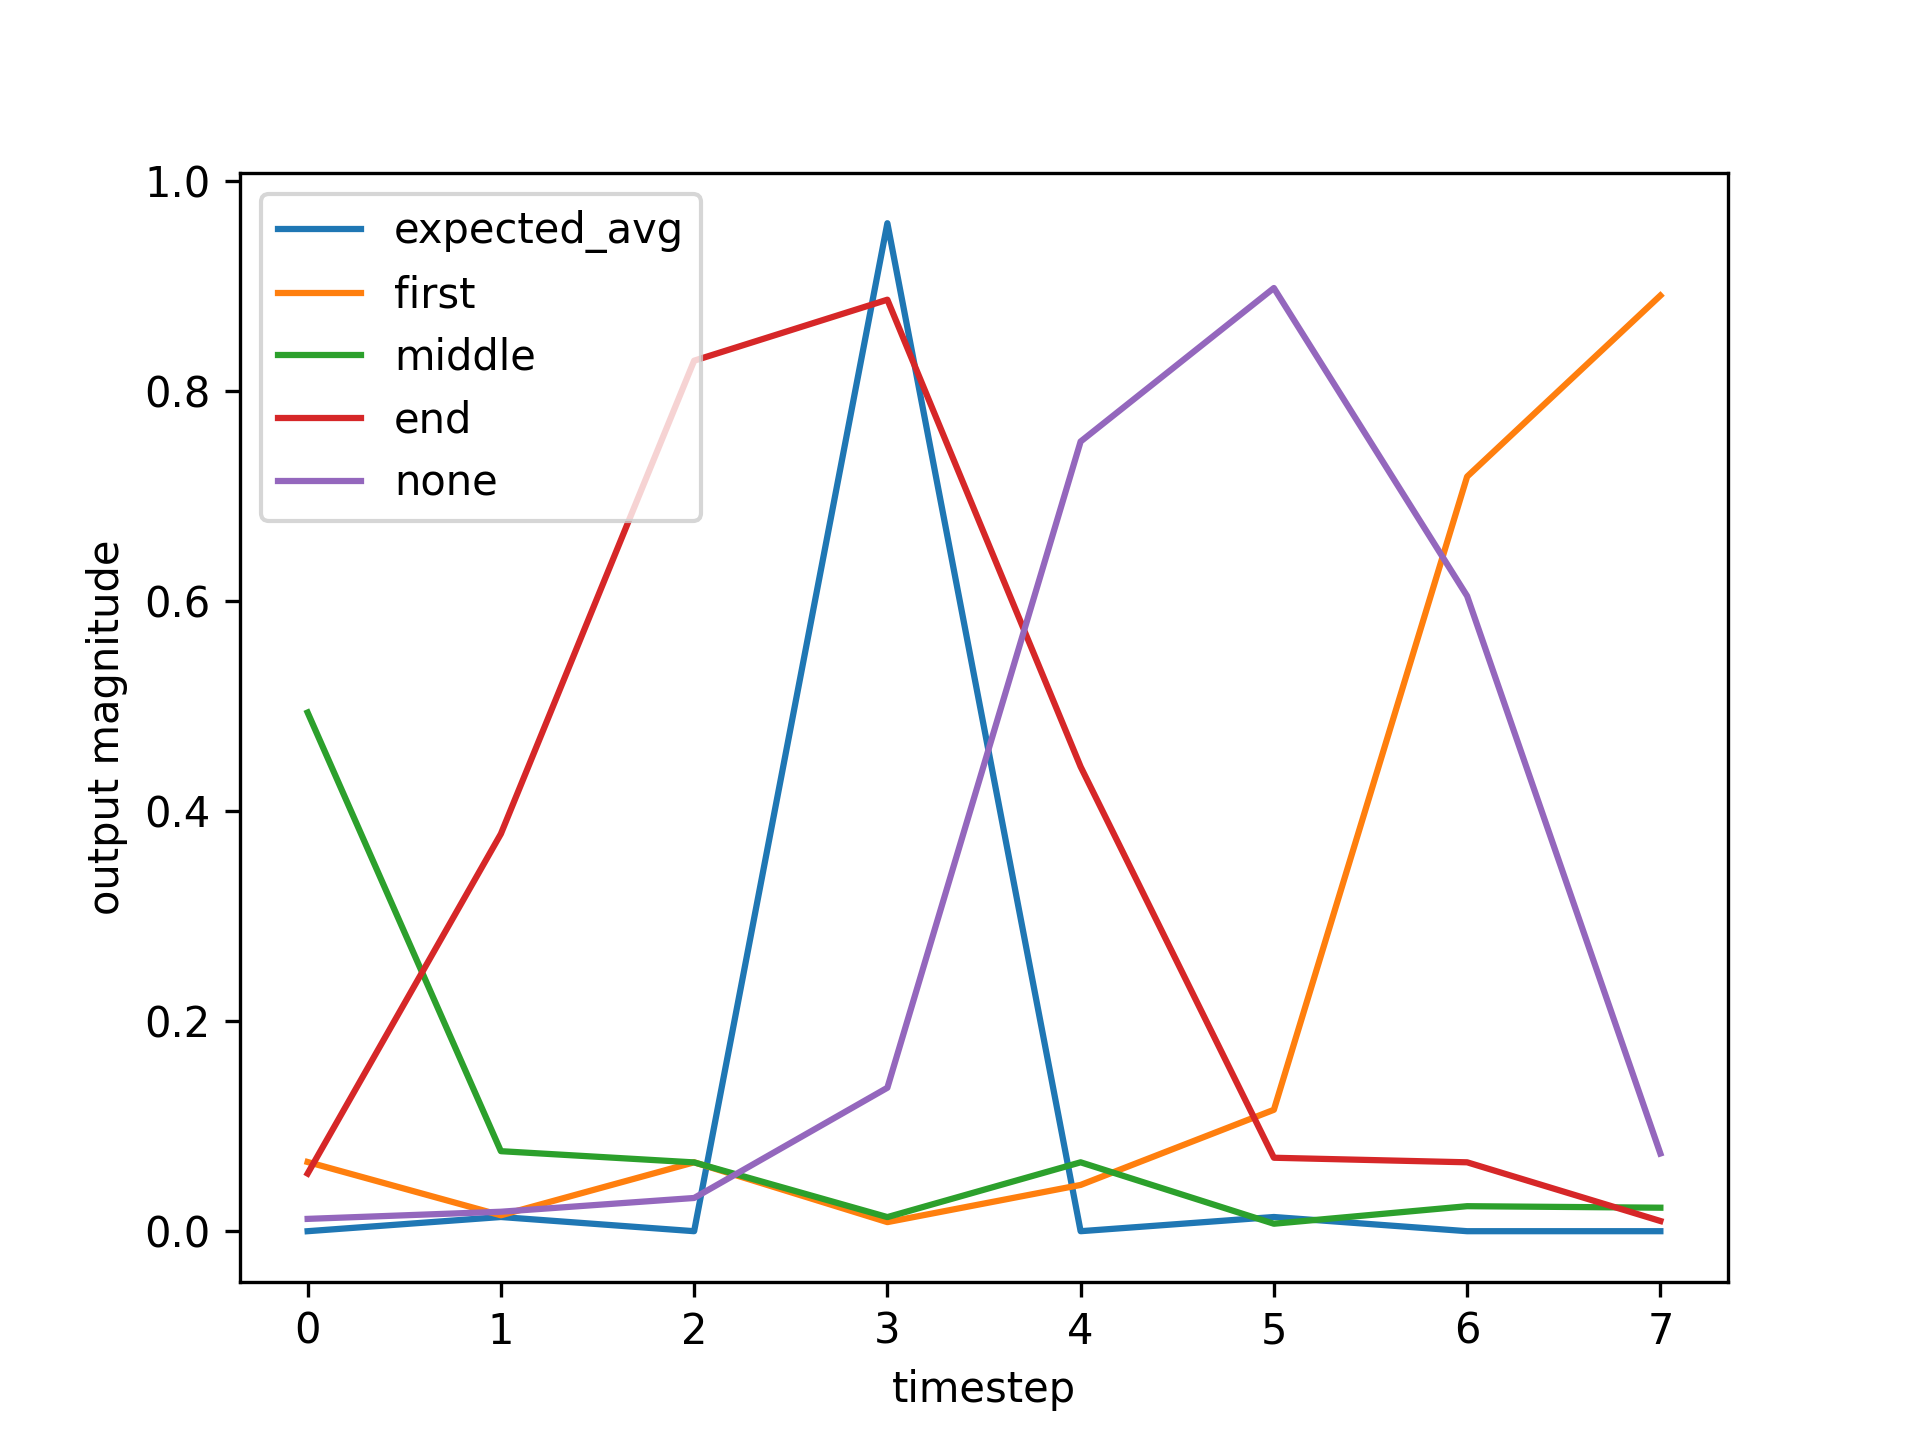 1.0
0.8
0.6
0.4
0.2
0.0
output magnitude
expected_avg
first
middle
end
none
0 1 2 3 4 5 6 7
timestep